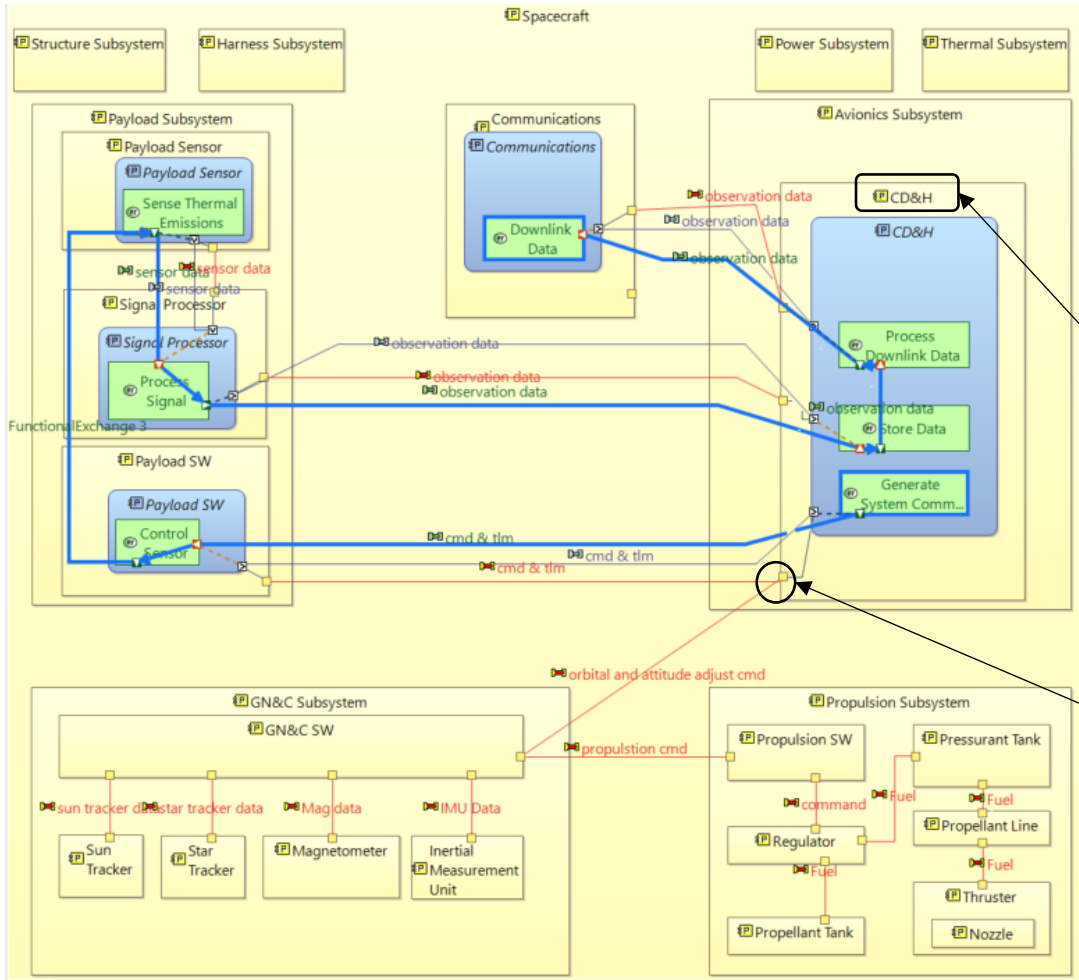 Spacecraft
Structure Subsystem
Harness Subsystem
Power Subsystem
Thermal Subsystem
Payload Subsystem
Payload Sensor
Payload Sensor
Sense Thermal
Emissions
sensor data
sensor data
sensor data
Signal Processor
Signal Processor
Process
Signal
FunctionalExchange 3
Payload SW
Payload SW
Control
Sensor
Communications
Communications
Downlink
Data
observation data
observation data
observation data
observation data
observation data
observation data
cmd & tlm
cmd & tlm
cmd & tlm
Avionics Subsystem
CD&H
CD&H
Process
Downlink Data
observation data
Store Data
Generate
System Comm...
orbital and attitude adjust cmd
GN&C Subsystem
GN&C SW
propulstion cmd
sun tracker data
star tracker data
Mag data
IMU Data
Sun
Tracker
Star
Tracker
Magnetometer
Inertial
Measurement
Unit
Propulsion Subsystem
Propulsion SW
Pressurant Tank
command
Fuel
Fuel
Propellant Line
Regulator
Fuel
Fuel
Thruster
Propellant Tank
Nozzle